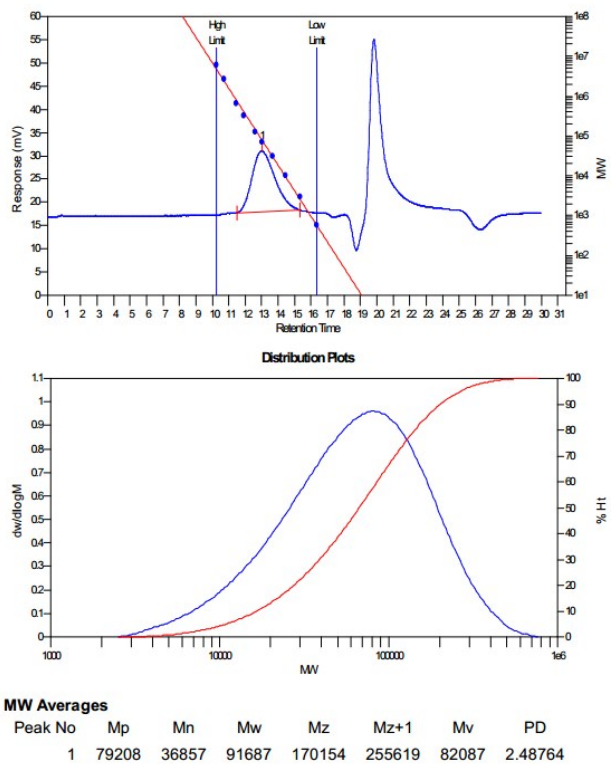 High Limit
Low Limit
60
55
50
45
40
35
30
25
20
15
10
5
0
Response (mV)
1
1e8
1e7
1e6
1e5
1e4
1e3
1e2
1e1
MW
0 1 2 3 4 5 6 7 8 9 10 11 12 13 14 15 16 17 18 19 20 21 22 23 24 25 26 27 28 29 30 31
Retention Time
Distribution Plots
1.1
1
0.9
0.8
0.7
0.6
0.5
0.4
0.3
0.2
0.1
0
dw/dlogM
100
90
80
70
60
50
40
30
20
10
0
% Ht
1000 10000 100000 1e6
MW
MW Averages
Peak No Mp Mn Mw Mz Mz+1 Mv PD
1 79208 36857 91687 170154 255619 82087 2.48764